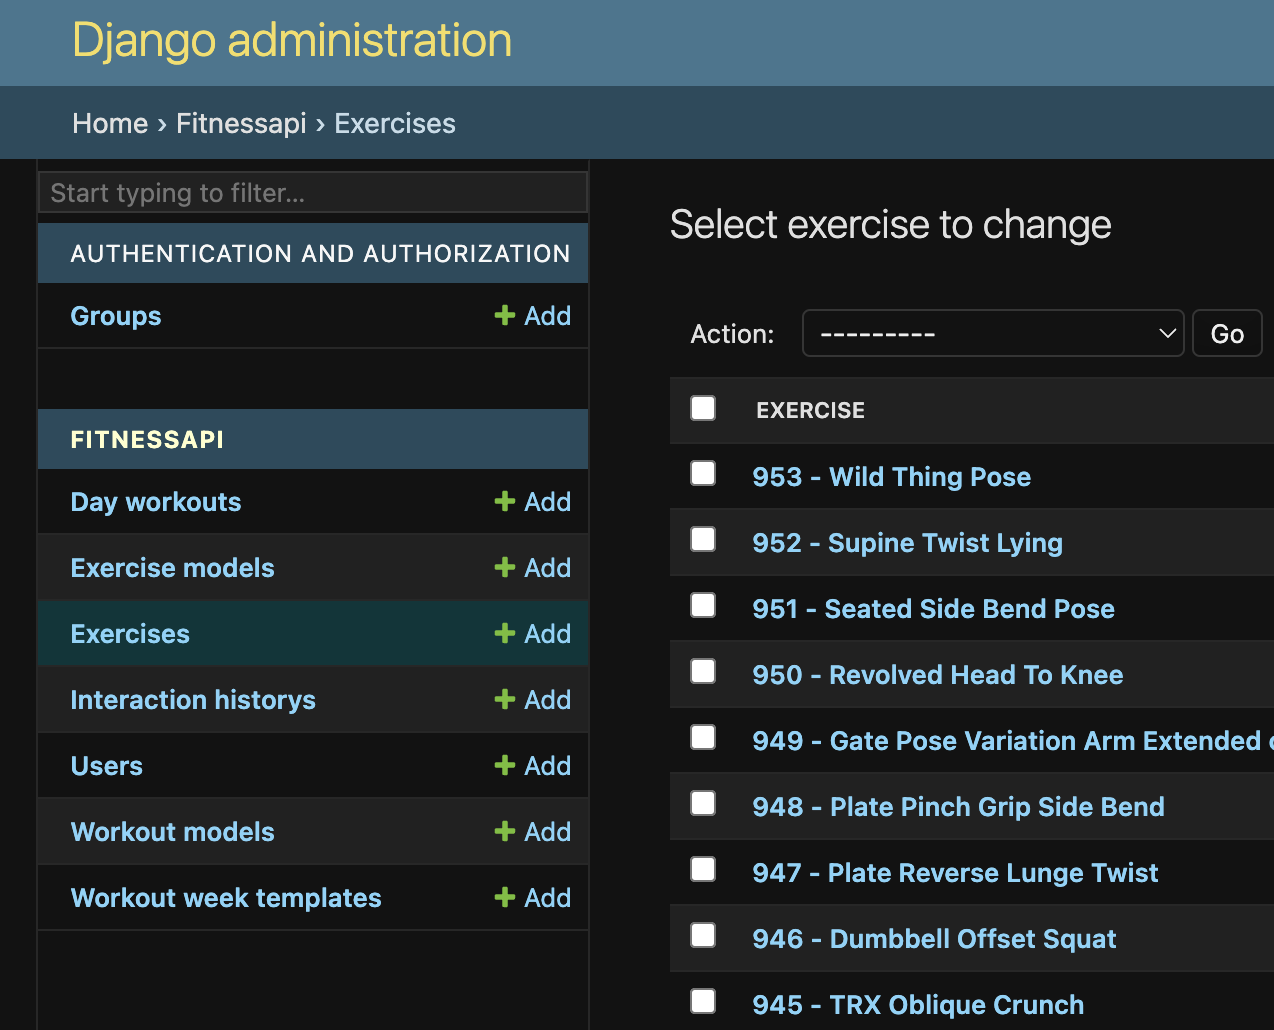 Django administration
Home › Fitnessapi › Exercises
Start typing to filter...
AUTHENTICATION AND AUTHORIZATION
Groups + Add
FITNESSAPI
Day workouts + Add
Exercise models + Add
Exercises + Add
Interaction historys + Add
Users + Add
Workout models + Add
Workout week templates + Add
Select exercise to change
Action: --------- Go
EXERCISE
953 - Wild Thing Pose
952 - Supine Twist Lying
951 - Seated Side Bend Pose
950 - Revolved Head To Knee
949 - Gate Pose Variation Arm Extended
948 - Plate Pinch Grip Side Bend
947 - Plate Reverse Lunge Twist
946 - Dumbbell Offset Squat
945 - TRX Oblique Crunch